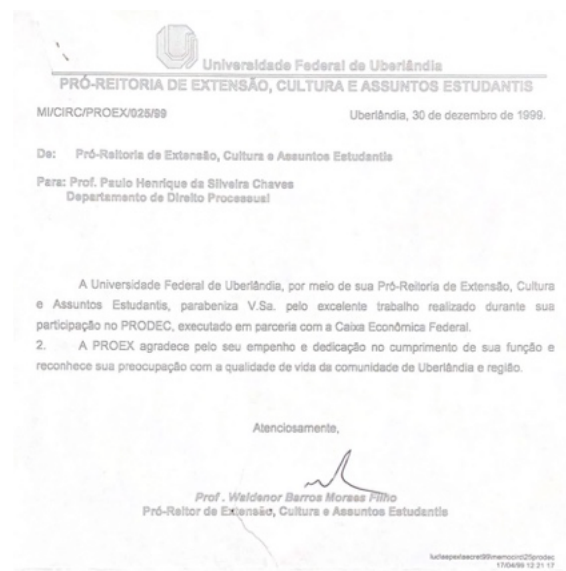 Universidade Federal de Uberlândia
PRÓ-REITORIA DE EXTENSÃO, CULTURA E ASSUNTOS ESTUDANTIS
MI/CIRC/PROEX/025/99 Uberlândia, 30 de dezembro de 1999.
De: Pró-Reitoria de Extensão, Cultura e Assuntos Estudantis
Para: Prof. Paulo Henrique da Silveira Chaves
Departamento de Direito Processual
A Universidade Federal de Uberlândia, por meio de sua Pró-Reitoria de Extensão, Cultura
e Assuntos Estudantis, parabeniza V.Sa. pelo excelente trabalho realizado durante sua
participação no PRODEC, executado em parceria com a Caixa Econômica Federal.
2. A PROEX agradece pelo seu empenho e dedicação no cumprimento de sua função e
reconhece sua preocupação com a qualidade de vida da comunidade de Uberlândia e região.
Atenciosamente,
Prof. Waldenor Barros Moraes Filho
Pró-Reitor de Extensão, Cultura e Assuntos Estudantis
17/04/99 12 21 17